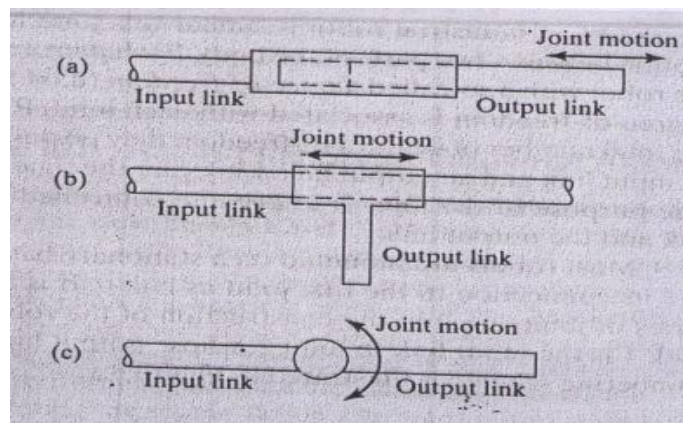 Joint motion
(a)
Input link
Output link
Joint motion
(b)
Input link
Output link
Joint motion
(c)
Input link
Output link